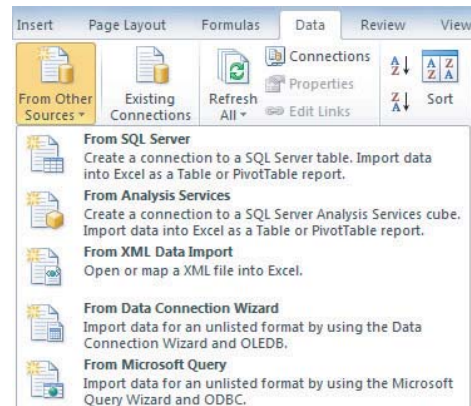 Insert Page Layout Formulas Data Review View
From Other Sources
Existing Connections
Refresh All
Connections
Properties
Edit Links
Sort
From SQL Server
Create a connection to a SQL Server table. Import data
into Excel as a Table or PivotTable report.
From Analysis Services
Create a connection to a SQL Server Analysis Services cube.
Import data into Excel as a Table or PivotTable report.
From XML Data Import
Open or map a XML file into Excel.
From Data Connection Wizard
Import data for an unlisted format by using the Data
Connection Wizard and OLEDB.
From Microsoft Query
Import data for an unlisted format by using the Microsoft
Query Wizard and ODBC.